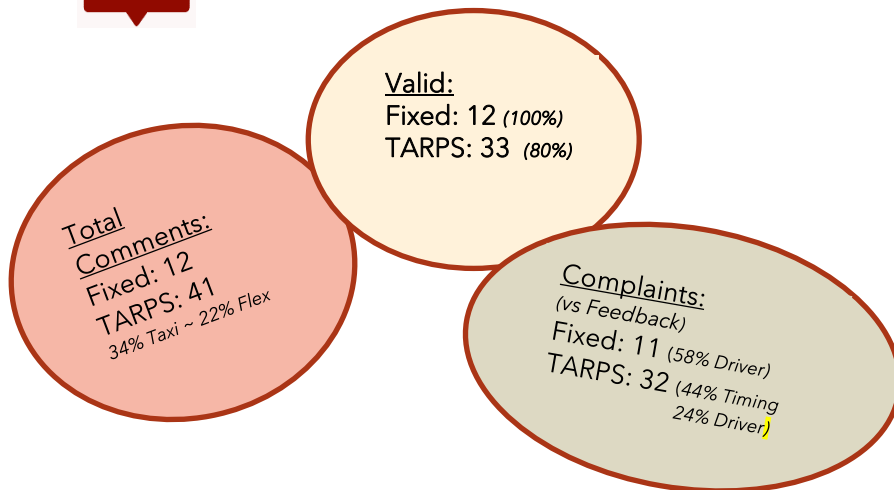 Total
Comments:
Fixed: 12
TARPS: 41
34% Taxi ~ 22% Flex
Valid:
Fixed: 12 (100%)
TARPS: 33 (80%)
Complaints:
(vs Feedback)
Fixed: 11 (58% Driver)
TARPS: 32 (44% Timing
24% Driver)